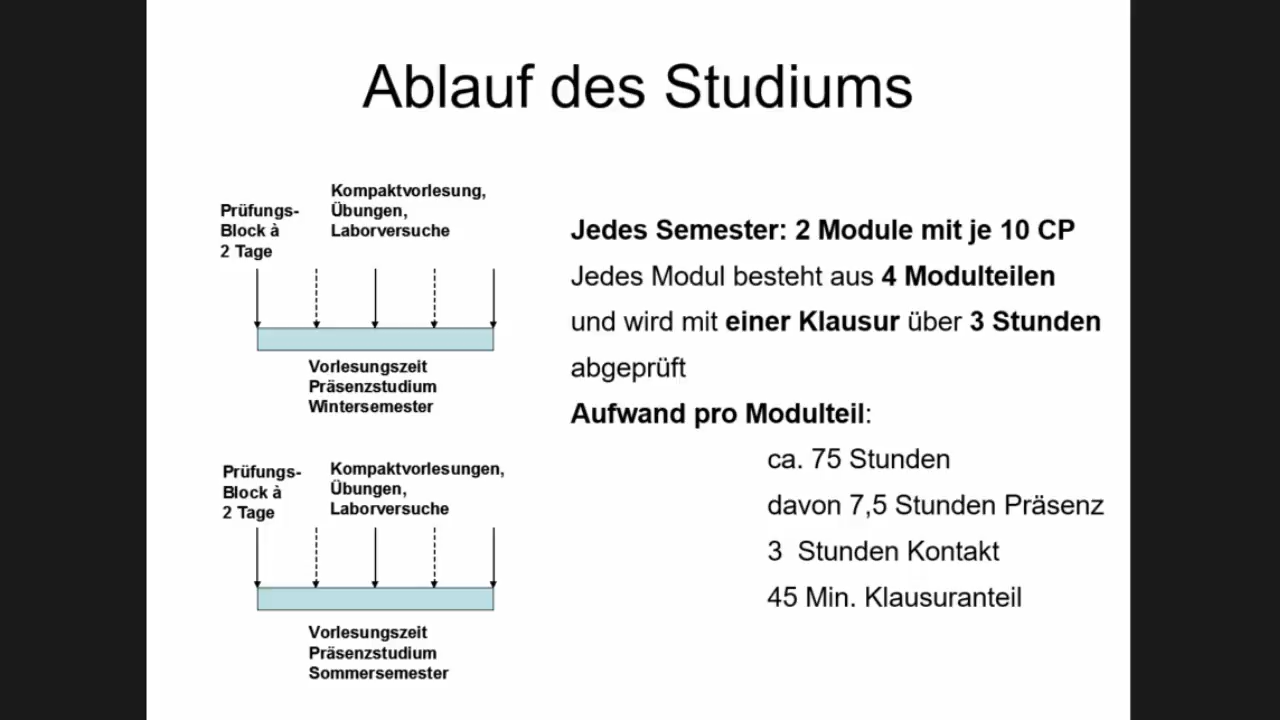 Ablauf des Studiums
Prüfungs-
Block à
2 Tage
Kompaktvorlesung,
Übungen,
Laborversuche
Vorlesungszeit
Präsenzstudium
Wintersemester
Prüfungs-
Block à
2 Tage
Kompaktvorlesungen,
Übungen,
Laborversuche
Vorlesungszeit
Präsenzstudium
Sommersemester
Jedes Semester: 2 Module mit je 10 CP
Jedes Modul besteht aus 4 Modulteilen
und wird mit einer Klausur über 3 Stunden
abgeprüft
Aufwand pro Modulteil:
ca. 75 Stunden
davon 7,5 Stunden Präsenz
3 Stunden Kontakt
45 Min. Klausuranteil